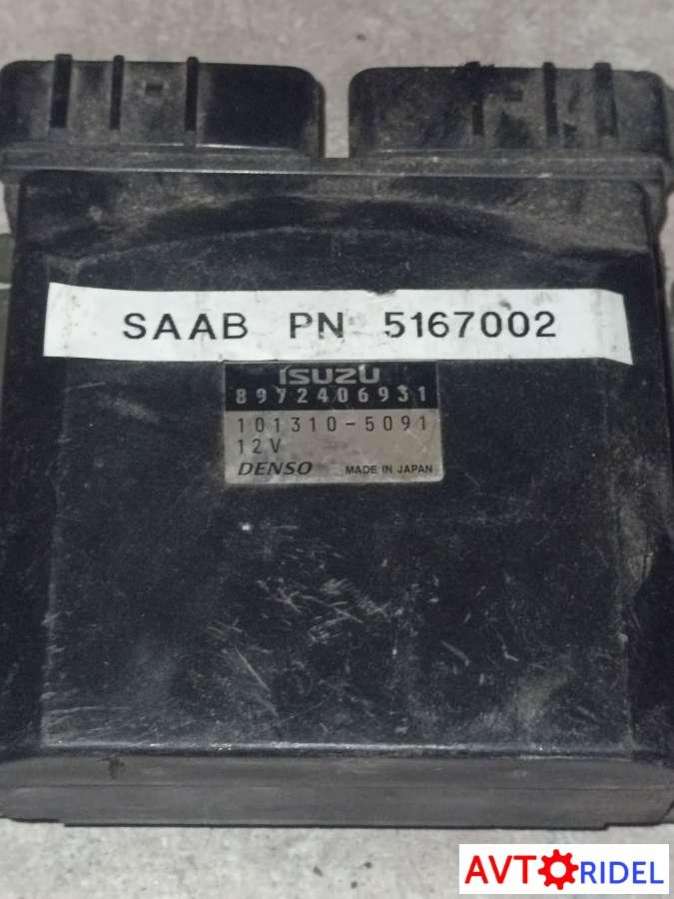 SAAB PN 5167002
ISUZU
8972406931
101310-5091
12V
DENSO MADE IN JAPAN
AVTORIDEL